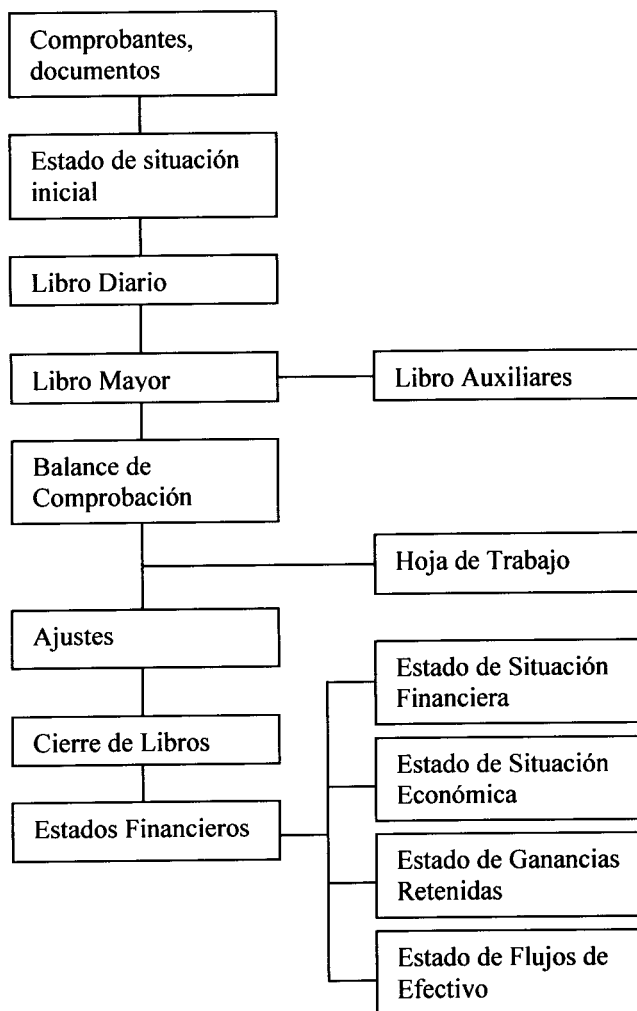 Comprobantes,
documentos
Estado de situación
inicial
Libro Diario
Libro Mayor
Libro Auxiliares
Balance de
Comprobación
Hoja de Trabajo
Ajustes
Estado de Situación
Financiera
Cierre de Libros
Estado de Situación
Económica
Estados Financieros
Estado de Ganancias
Retenidas
Estado de Flujos de
Efectivo